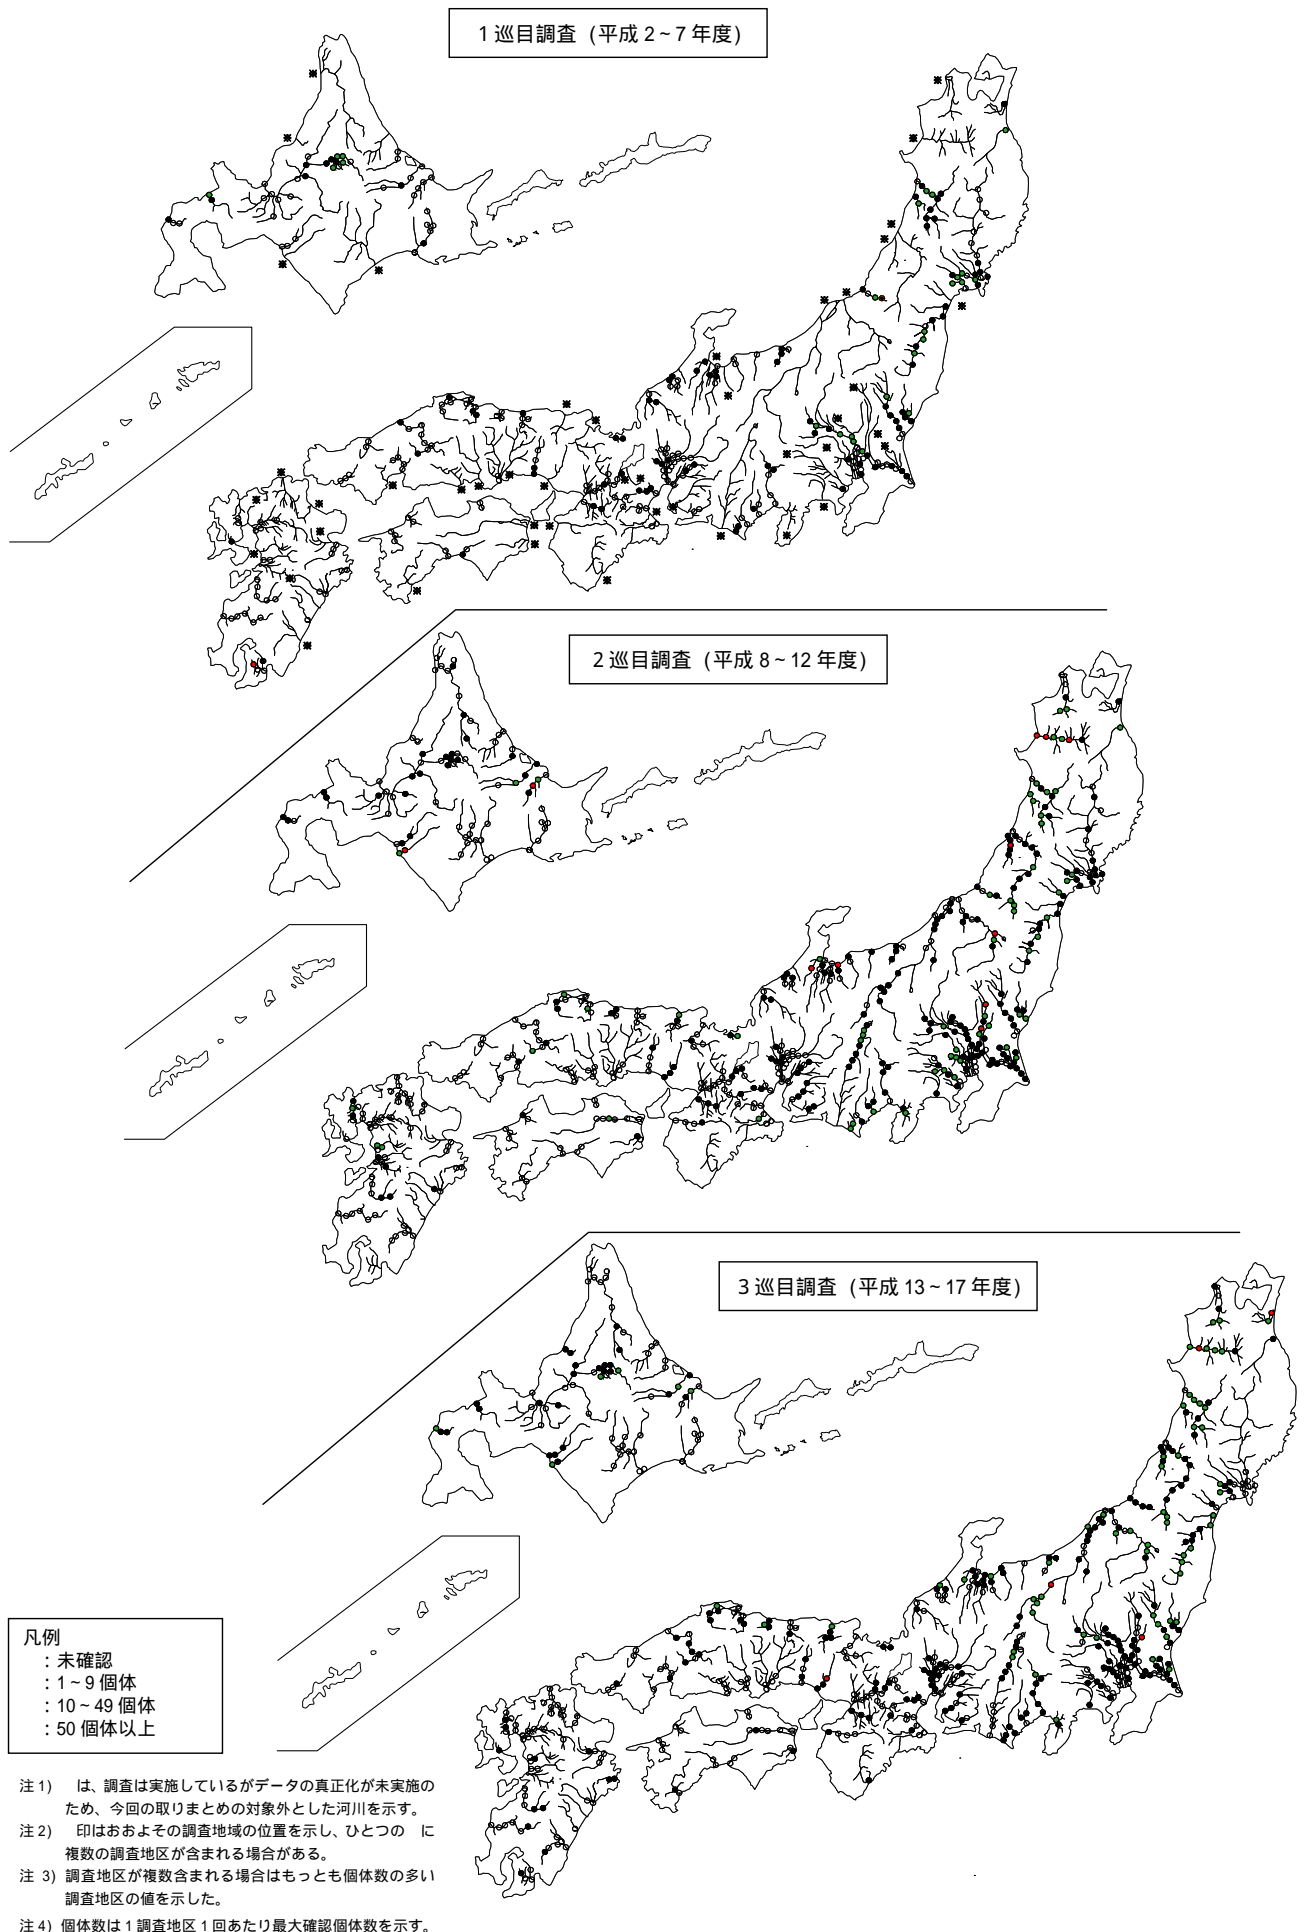 1巡目調査 (平成2~7年度)
2巡目調査 (平成8~12年度)
3巡目調査 (平成13~17年度)
凡例
:未確認
:1~9個体
:10~49個体
:50個体以上
注1) は、調査は実施しているがデータの真正化が未実施の
ため、今回の取りまとめの対象外とした河川を示す。
注2) 印はおおよその調査地域の位置を示し、ひとつの に
複数の調査地区が含まれる場合がある。
注 3) 調査地区が複数含まれる場合はもっとも個体数の多い
調査地区の値を示した。
注4) 個体数は1調査地区1回あたり最大確認個体数を示す。